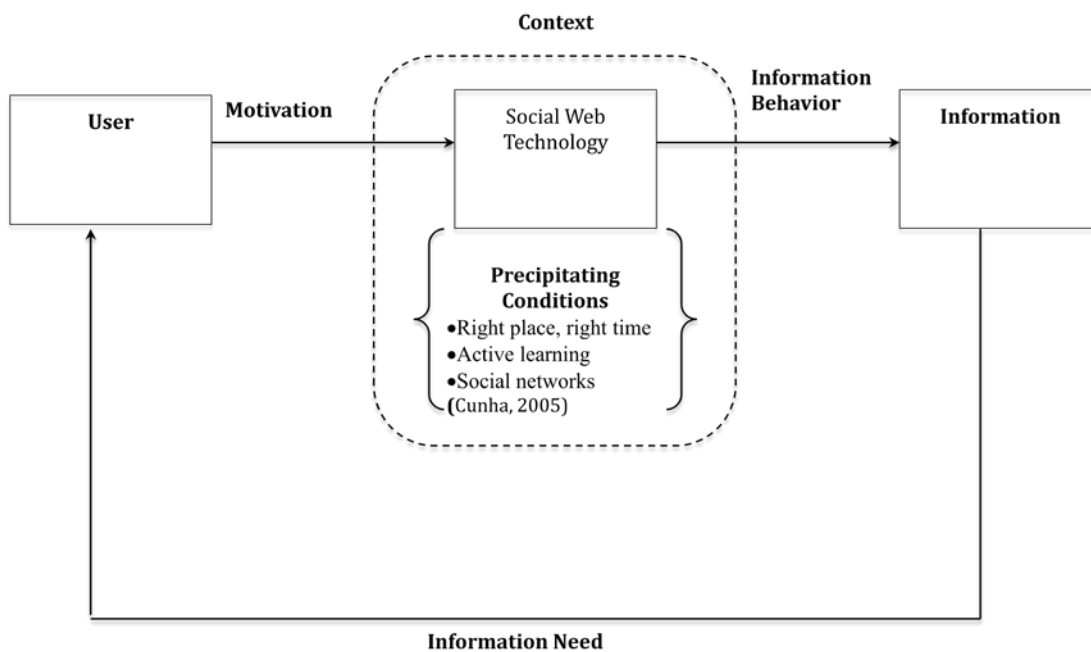 Context
User
Motivation
Social Web
Technology
Information
Behavior
Information
Precipitating
Conditions
•Right place, right time
•Active learning
•Social networks
(Cunha, 2005)
Information Need